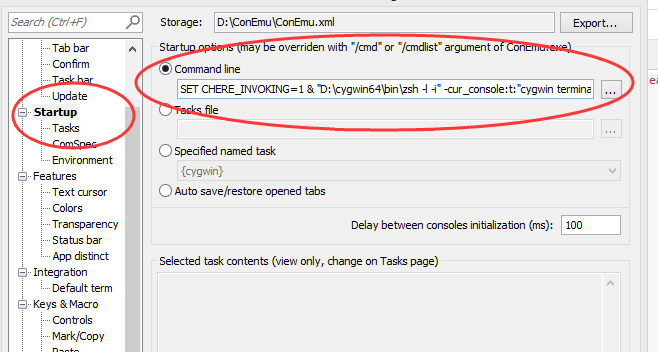 Search (Ctrl+F)
Tab bar
Confirm
Task bar
Update
Startup
Tasks
ComSpec
Environment
Features
Text cursor
Colors
Transparency
Status bar
App distinct
Integration
Default term
Keys & Macro
Controls
Mark/Copy
Paste
Storage: D:\ConEmu\ConEmu.xml Export...
Startup options (may be overriden with "/cmd" or "/cmdlist" argument of ConEmu.exe)
Command line
SET CHERE_INVOKING=1 & "D:\cygwin64\bin\zsh -l -i" -cur_console:t:"cygwin termina ...
Tasks file
...
Specified named task
{cygwin}
Auto save/restore opened tabs
Delay between consoles initialization (ms): 100
Selected task contents (view only, change on Tasks page)